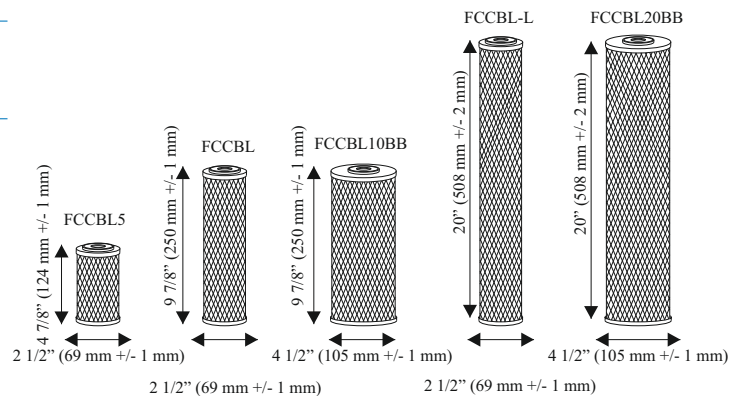 FCCBL-L
FCCBL20BB
FCCBL
FCCBL10BB
FCCBL5
4 7/8” (124 mm +/- 1 mm)
9 7/8” (250 mm +/- 1 mm)
9 7/8” (250 mm +/- 1 mm)
20” (508 mm +/- 2 mm)
20” (508 mm +/- 2 mm)
2 1/2” (69 mm +/- 1 mm)
4 1/2” (105 mm +/- 1 mm)
4 1/2” (105 mm +/- 1 mm)
2 1/2” (69 mm +/- 1 mm)
2 1/2” (69 mm +/- 1 mm)